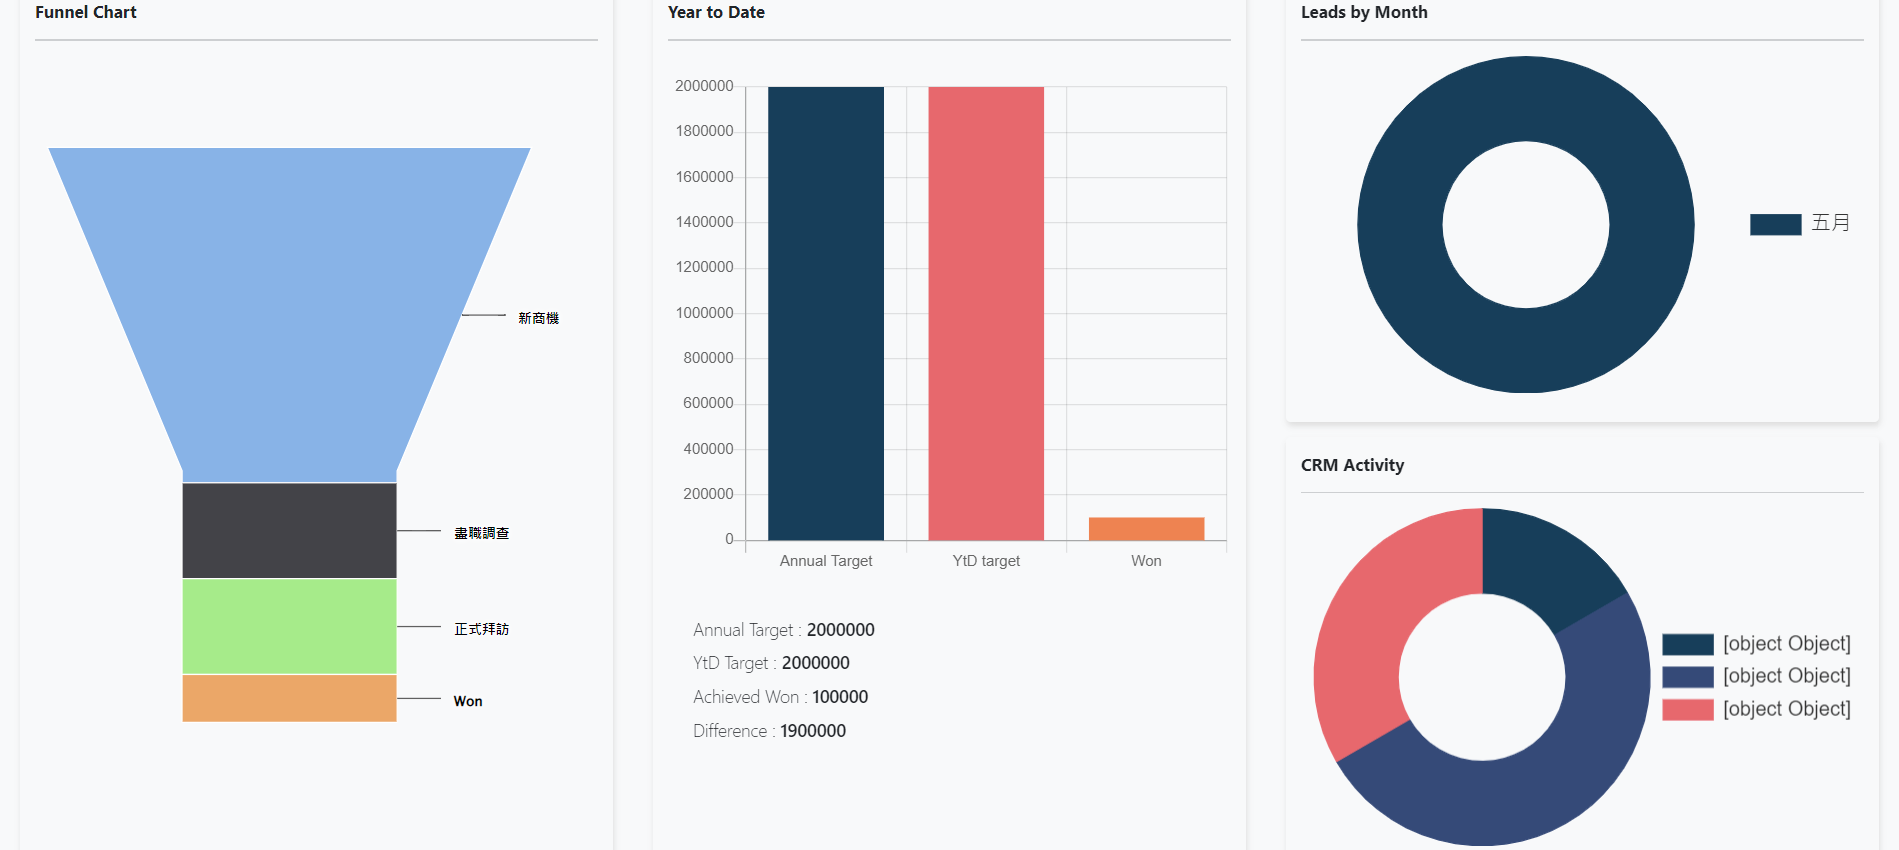 Funnel Chart
新商機
盡職調查
正式拜訪
Won
Year to Date
2000000
1800000
1600000
1400000
1200000
1000000
800000
600000
400000
200000
0
Annual Target
YtD target
Won
Annual Target : 2000000
YtD Target : 2000000
Achieved Won : 100000
Difference : 1900000
Leads by Month
五月
CRM Activity
[object Object]
[object Object]
[object Object]